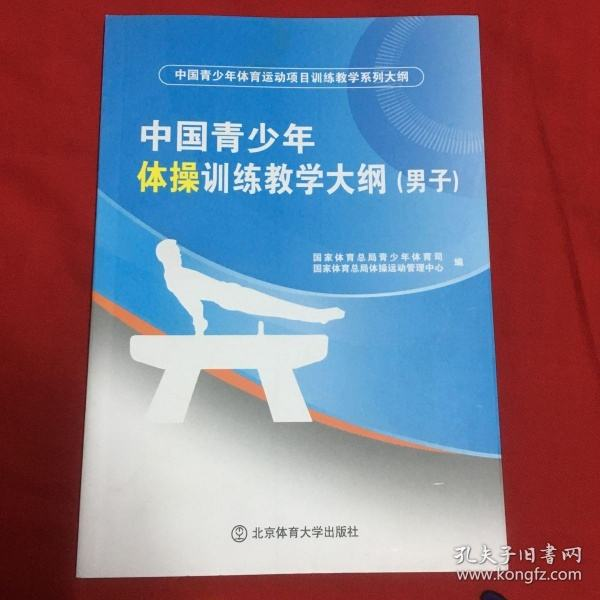 中国青少年体育运动项目训练教学系列大纲
中国青少年
体操训练教学大纲（男子）
国家体育总局青少年体育司
国家体育总局体操运动管理中心
编
北京体育大学出版社
孔夫子旧书网
www.kongfz.com